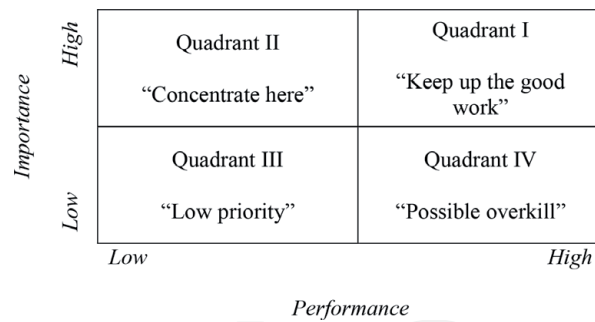 High
Importance
Low
Quadrant II
“Concentrate here”
Quadrant I
“Keep up the good
work”
Quadrant III
“Low priority”
Quadrant IV
“Possible overkill”
Low
High
Performance